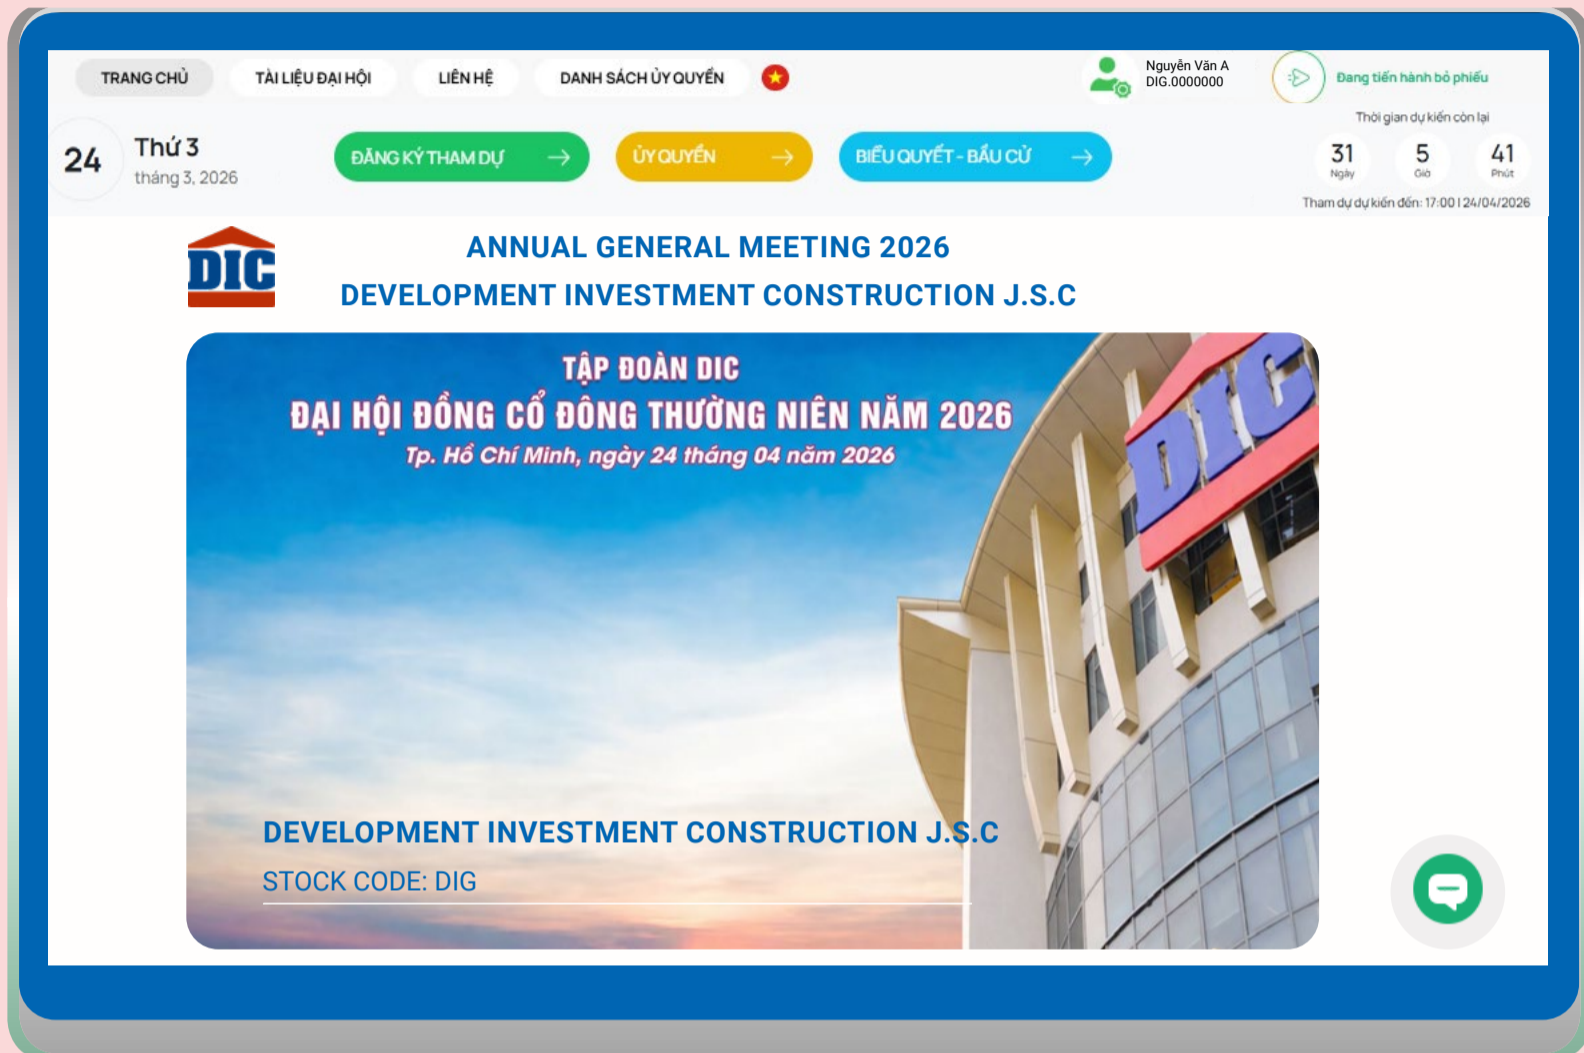 TRANG CHỦ
TÀI LIỆU ĐẠI HỘI
LIÊN HỆ
DANH SÁCH ỦY QUYỀN
Nguyễn Văn A
DIG.0000000
Đang tiến hành bỏ phiếu
24
Thứ 3
tháng 3, 2026
ĐĂNG KÝ THAM DỰ
ỦY QUYỀN
BIỂU QUYẾT - BẦU CỬ
Thời gian dự kiến còn lại
31 5 41
Ngày Giờ Phút
Tham dự dự kiến đến: 17:00 | 24/04/2026
DIC
ANNUAL GENERAL MEETING 2026
DEVELOPMENT INVESTMENT CONSTRUCTION J.S.C
TẬP ĐOÀN DIC
ĐẠI HỘI ĐỒNG CỔ ĐÔNG THƯỜNG NIÊN NĂM 2026
Tp. Hồ Chí Minh, ngày 24 tháng 04 năm 2026
DIC
DEVELOPMENT INVESTMENT CONSTRUCTION J.S.C
STOCK CODE: DIG